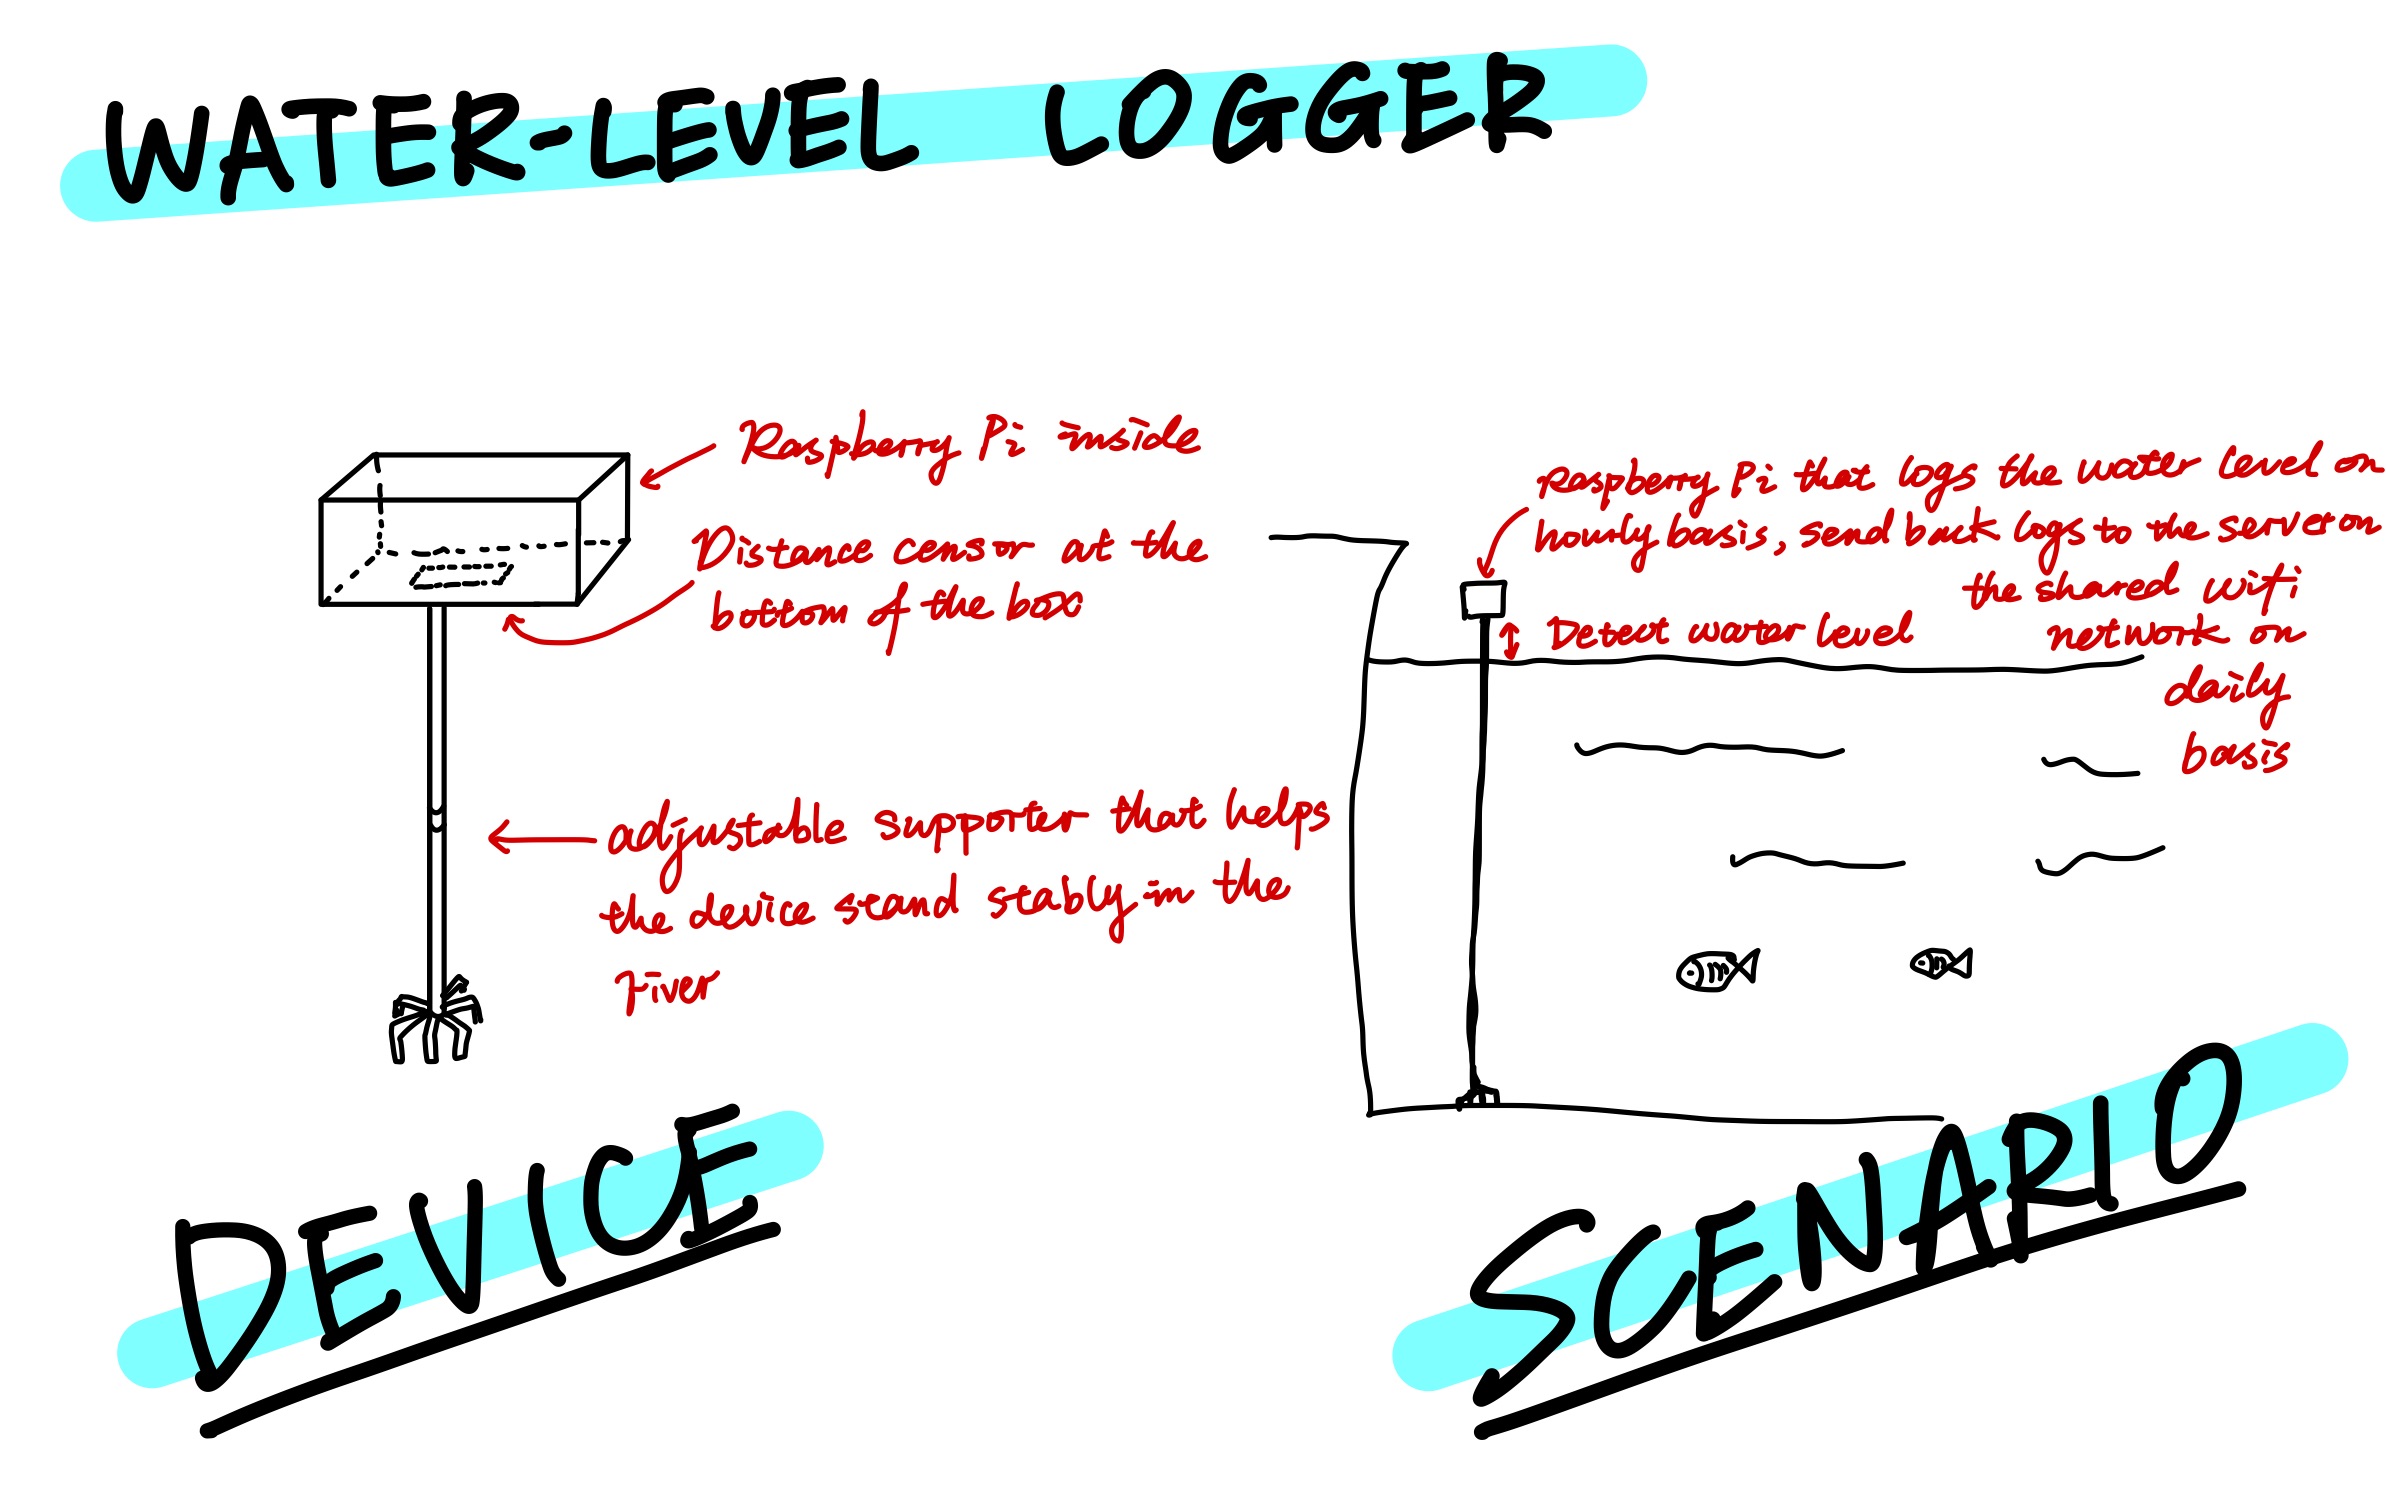 WATER-LEVEL LOGGER
Raspberry Pi inside
Distance censor at the
bottom of the box
adjustable supporter that helps
the device stand stably in the
river
Raspberry Pi that logs the water level on
hourly basis, send back logs to the server on
the shared wifi
network on
daily
basis
Detect water level
DEVICE
SCENARIO